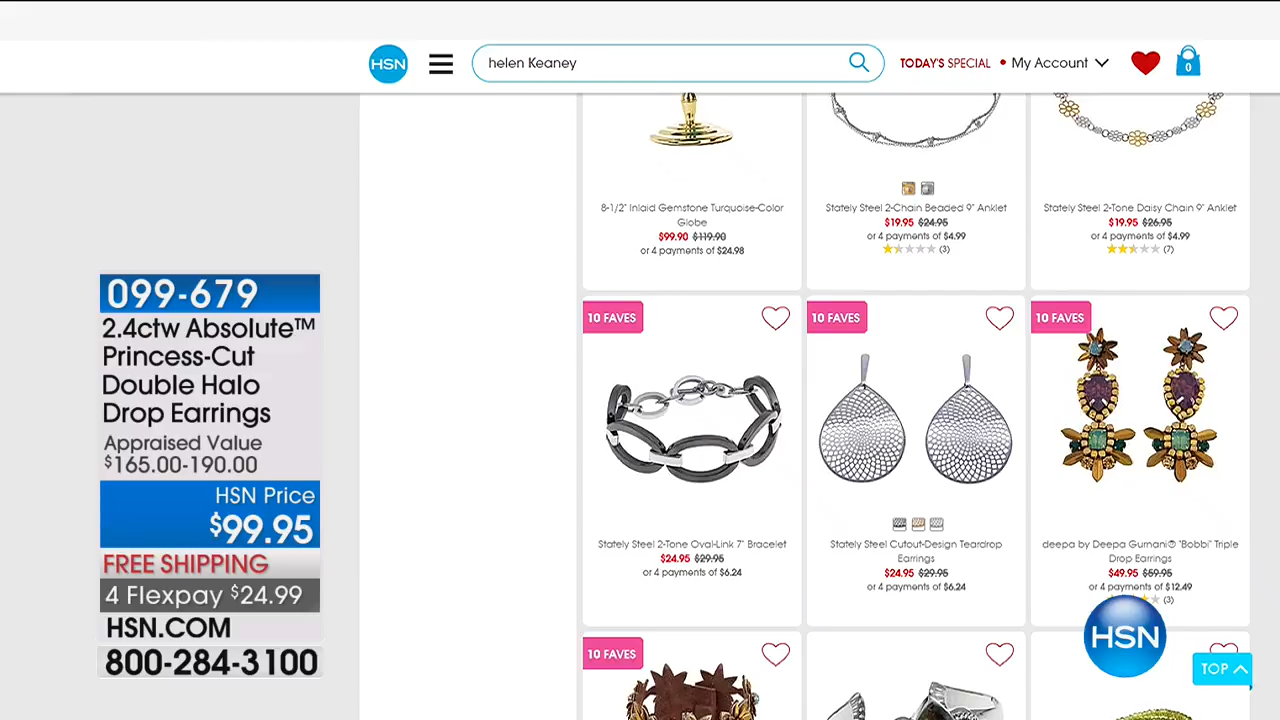 HSN
helen Keaney
TODAY'S SPECIAL
My Account
0
8-1/2" Inlaid Gemstone Turquoise-Color
Globe
$99.90 $119.90
or 4 payments of $24.98
Stately Steel 2-Chain Beaded 9" Anklet
$19.95 $24.95
or 4 payments of $4.99
(3)
Stately Steel 2-Tone Daisy Chain 9" Anklet
$19.95 $26.95
or 4 payments of $4.99
(7)
099-679
2.4ctw Absolute™
Princess-Cut
Double Halo
Drop Earrings
Appraised Value
$165.00-190.00
HSN Price
$99.95
FREE SHIPPING
4 Flexpay $24.99
HSN.COM
800-284-3100
10 FAVES
10 FAVES
10 FAVES
Stately Steel 2-Tone Oval-Link 7" Bracelet
$24.95 $29.95
or 4 payments of $6.24
Stately Steel Cutout-Design Teardrop
Earrings
$24.95 $29.95
or 4 payments of $6.24
deepa by Deepa Gurnani® "Bobbi" Triple
Drop Earrings
$49.95 $59.95
or 4 payments of $12.49
(3)
10 FAVES
HSN
TOP